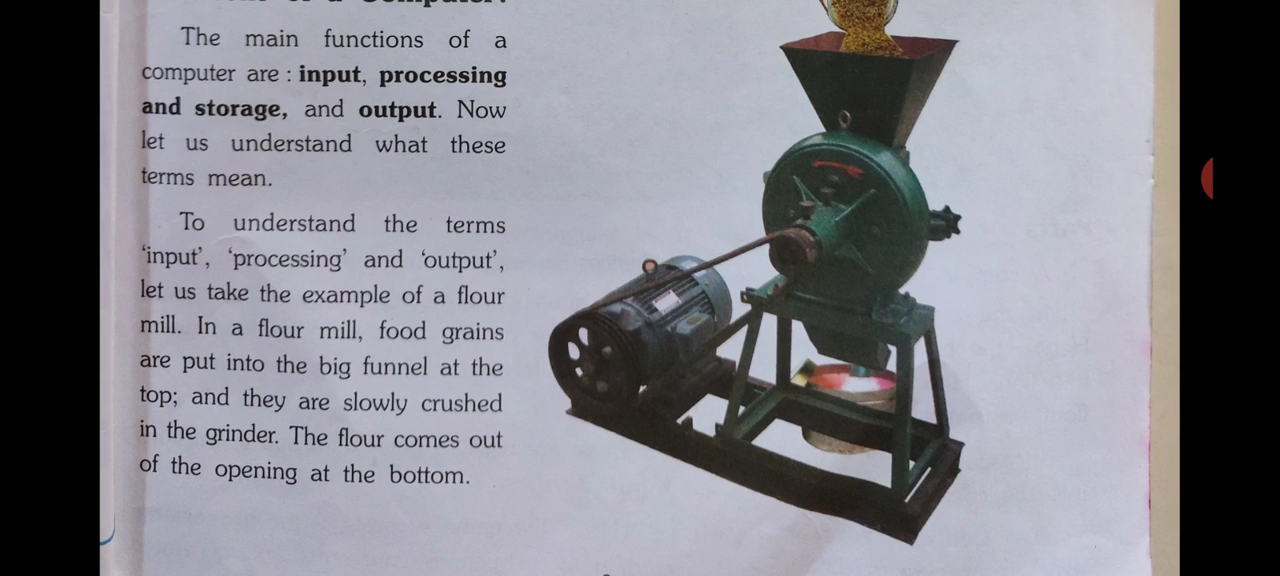 of a Computer?
The main functions of a
computer are : input, processing
and storage, and output. Now
let us understand what these
terms mean.
To understand the terms
‘input’, ‘processing’ and ‘output’,
let us take the example of a flour
mill. In a flour mill, food grains
are put into the big funnel at the
top; and they are slowly crushed
in the grinder. The flour comes out
of the opening at the bottom.